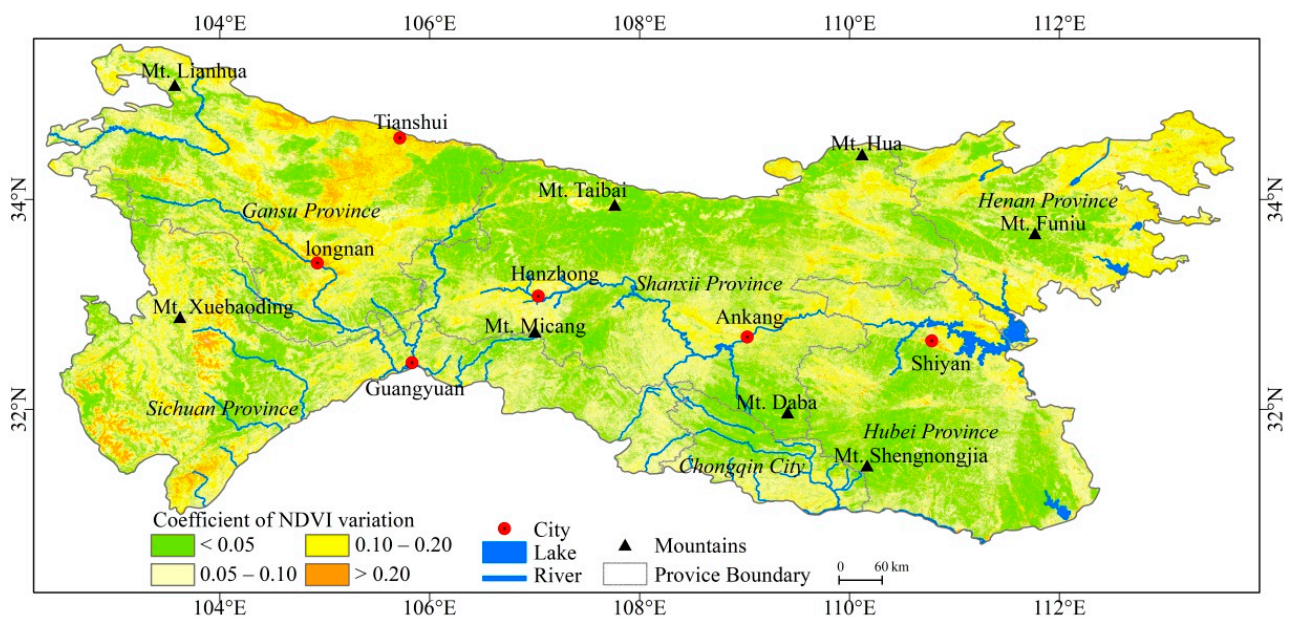 104°E 106°E 108°E 110°E 112°E
Mt. Lianhua
Tianshui
Mt. Hua
34°N
34°N
Mt. Taibai
Gansu Province
Henan Province
Mt. Funiu
longnan
Hanzhong
Shanxii Province
Mt. Xuebaoding
Ankang
Mt. Micang
Shiyan
Guangyuan
32°N
32°N
Sichuan Province
Mt. Daba
Hubei Province
Mt. Shengnongjia
Chongqin City
Coefficient of NDVI variation
< 0.05
0.10 – 0.20
0.05 – 0.10
> 0.20
City
Lake
River
Mountains
Provice Boundary
0 60 km
104°E 106°E 108°E 110°E 112°E